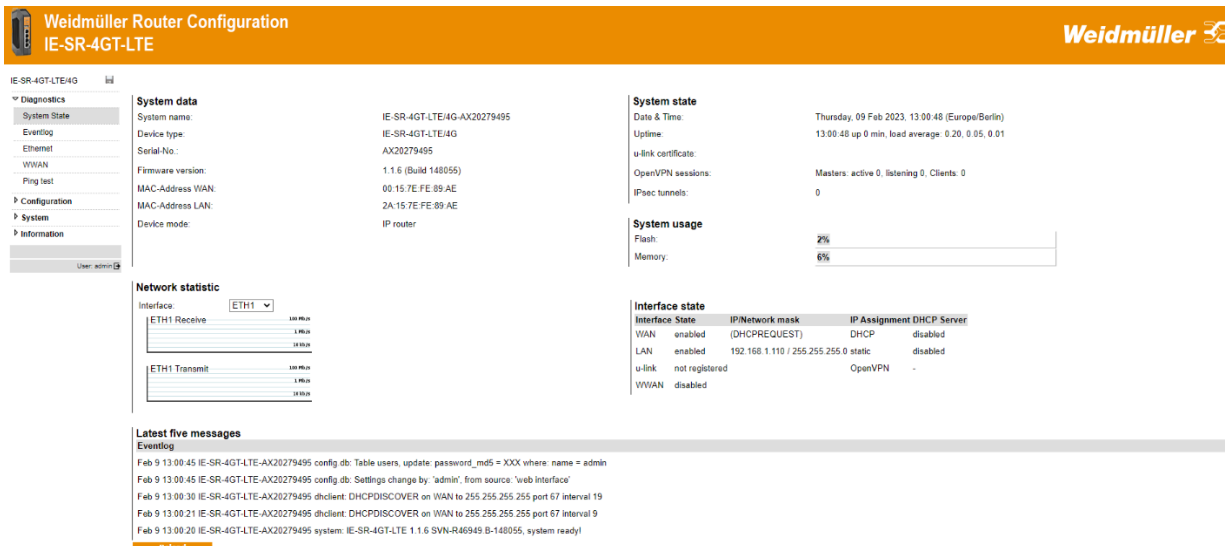 Weidmüller Router Configuration
IE-SR-4GT-LTE
Weidmüller
IE-SR-4GT-LTE/4G
Diagnostics
System State
Eventlog
Ethernet
WWAN
Ping test
Configuration
System
Information
User: admin
System data
System name: IE-SR-4GT-LTE/4G-AX20279495
Device type: IE-SR-4GT-LTE/4G
Serial-No.: AX20279495
Firmware version: 1.1.6 (Build 148055)
MAC-Address WAN: 00:15:7E:FE:89:AE
MAC-Address LAN: 2A:15:7E:FE:89:AE
Device mode: IP router
System state
Date & Time: Thursday, 09 Feb 2023, 13:00:48 (Europe/Berlin)
Uptime: 13:00:48 up 0 min, load average: 0.20, 0.05, 0.01
u-link certificate:
OpenVPN sessions: Masters: active 0, listening 0, Clients: 0
IPsec tunnels: 0
System usage
Flash: 2%
Memory: 6%
Network statistic
Interface: ETH1
ETH1 Receive 100 Mb/s
1 Mb/s
10 kb/s
ETH1 Transmit 100 Mb/s
1 Mb/s
10 kb/s
Interface state
Interface State IP/Network mask IP Assignment DHCP Server
WAN enabled (DHCPREQUEST) DHCP disabled
LAN enabled 192.168.1.110 / 255.255.255.0 static disabled
u-link not registered OpenVPN -
WWAN disabled
Latest five messages
Eventlog
Feb 9 13:00:45 IE-SR-4GT-LTE-AX20279495 config.db: Table users, update: password_md5 = XXX where: name = admin
Feb 9 13:00:45 IE-SR-4GT-LTE-AX20279495 config.db: Settings change by: 'admin', from source: 'web interface'
Feb 9 13:00:30 IE-SR-4GT-LTE-AX20279495 dhclient: DHCPDISCOVER on WAN to 255.255.255.255 port 67 interval 19
Feb 9 13:00:21 IE-SR-4GT-LTE-AX20279495 dhclient: DHCPDISCOVER on WAN to 255.255.255.255 port 67 interval 9
Feb 9 13:00:20 IE-SR-4GT-LTE-AX20279495 system: IE-SR-4GT-LTE 1.1.6 SVN-R46949.B-148055, system ready!